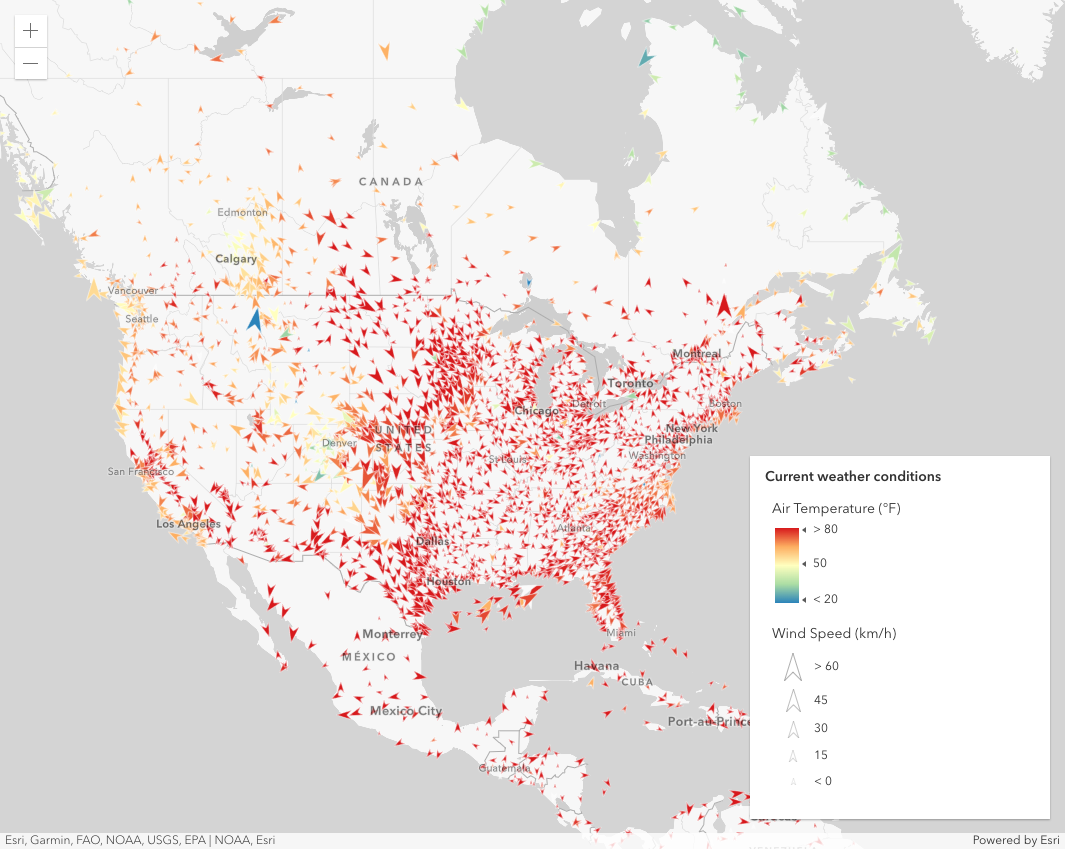 +
−
CANADA
Edmonton
Calgary
Vancouver
Seattle
Montreal
Toronto
Boston
Detroit
Chicago
New York
Philadelphia
UNITED
STATES
Denver
St Louis
Washington
San Francisco
Los Angeles
Atlanta
Dallas
Houston
Monterrey
Miami
MÉXICO
Havana
CUBA
Mexico City
Port-au-Prince
Guatemala
Current weather conditions
Air Temperature (°F)
> 80
50
< 20
Wind Speed (km/h)
> 60
45
30
15
< 0
Esri, Garmin, FAO, NOAA, USGS, EPA | NOAA, Esri
Powered by Esri